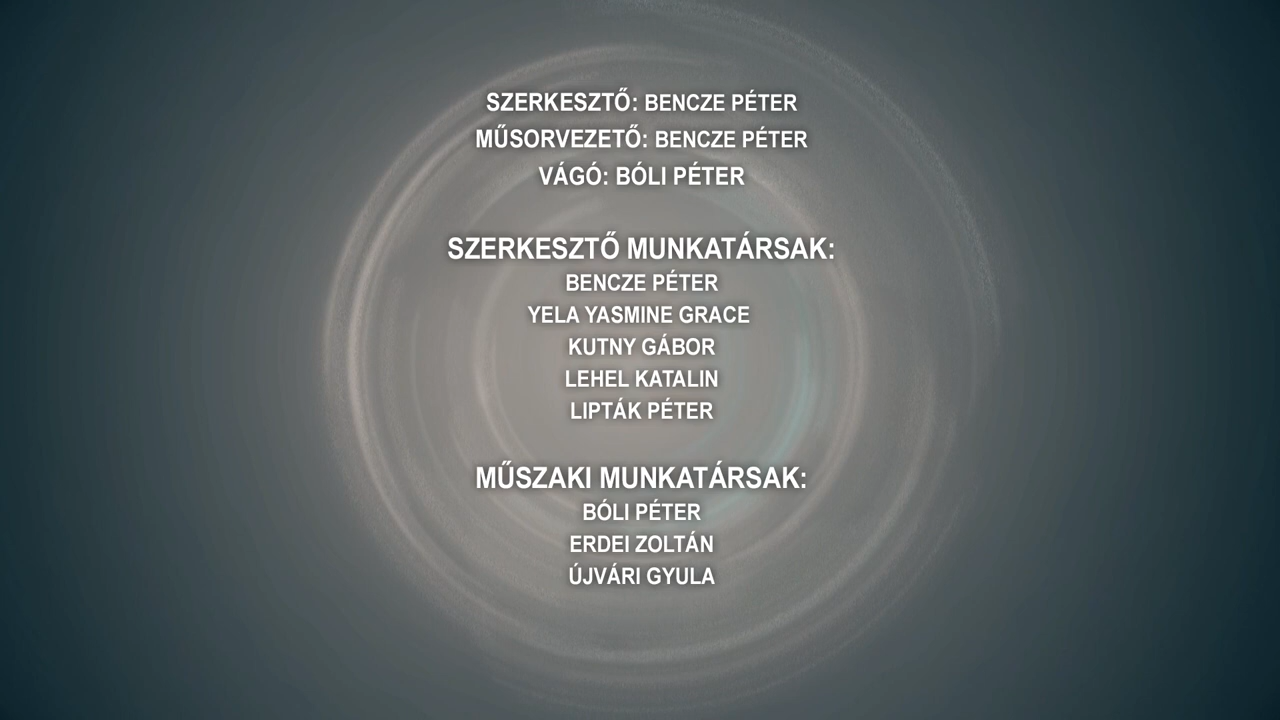 SZERKESZTŐ: BENCZE PÉTER
MŰSORVEZETŐ: BENCZE PÉTER
VÁGÓ: BÓLI PÉTER
SZERKESZTŐ MUNKATÁRSAK:
BENCZE PÉTER
YELA YASMINE GRACE
KUTNY GÁBOR
LEHEL KATALIN
LIPTÁK PÉTER
MŰSZAKI MUNKATÁRSAK:
BÓLI PÉTER
ERDEI ZOLTÁN
ÚJVÁRI GYULA